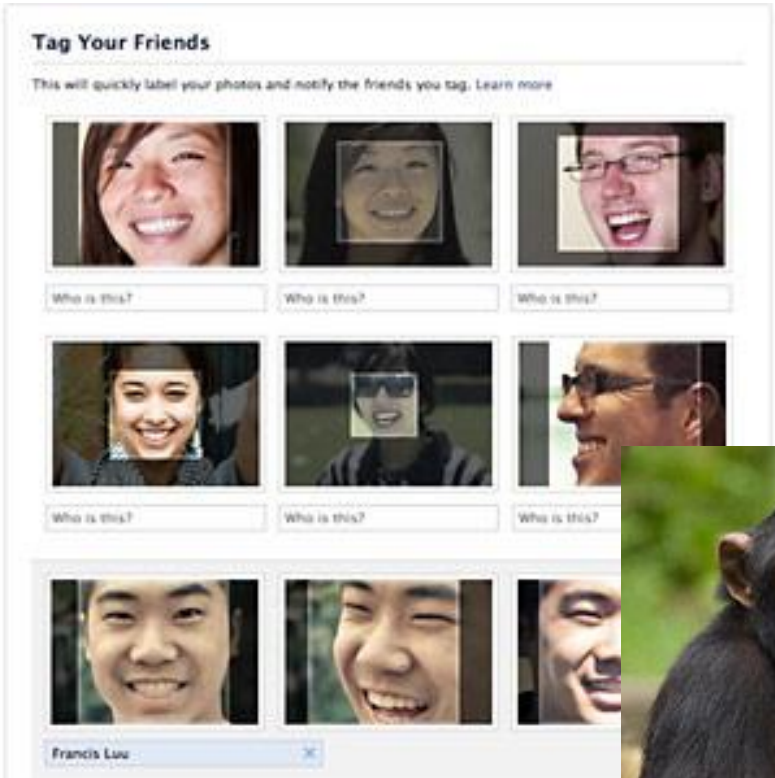 Tag Your Friends
This will quickly label your photos and notify the friends you tag. Learn more
Who is this?
Who is this?
Who is this?
Who is this?
Who is this?
Who is this?
Francis Luu